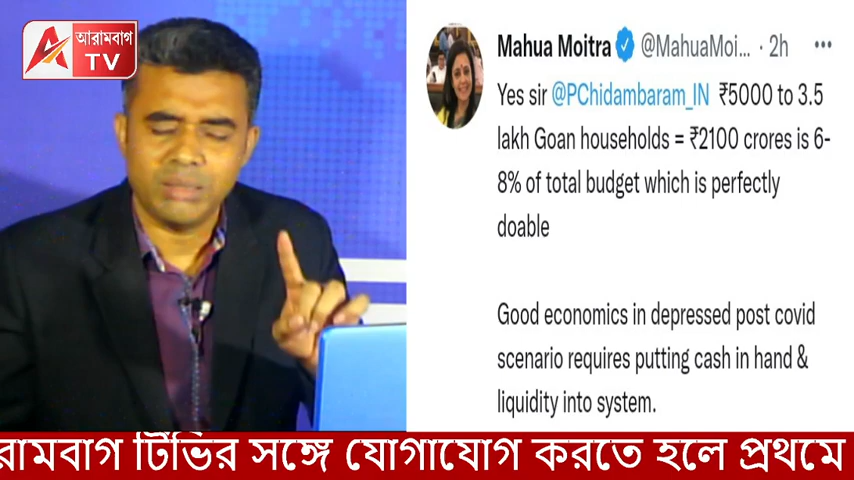 আরামবাগ
TV
Mahua Moitra @MahuaMoi... · 2h
Yes sir @PChidambaram_IN ₹5000 to 3.5
lakh Goan households = ₹2100 crores is 6-
8% of total budget which is perfectly
doable
Good economics in depressed post covid
scenario requires putting cash in hand &
liquidity into system.
রামবাগ টিভির সঙ্গে যোগাযোগ করতে হলে প্রথমে